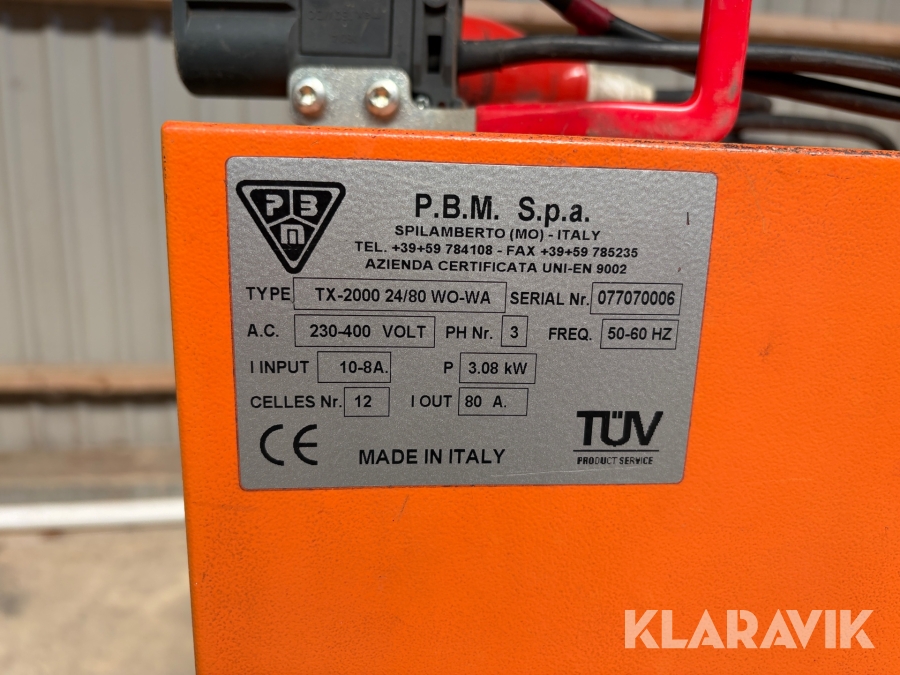 PBM
P.B.M. S.p.a.
SPILAMBERTO (MO) - ITALY
TEL. +39+59 784108 - FAX +39+59 785235
AZIENDA CERTIFICATA UNI-EN 9002
TYPE TX-2000 24/80 WO-WA SERIAL Nr. 077070006
A.C. 230-400 VOLT PH Nr. 3 FREQ. 50-60 HZ
I INPUT 10-8A. P 3.08 kW
CELLES Nr. 12 I OUT 80 A.
CE MADE IN ITALY TÜV
PRODUCT SERVICE
KLARAVIK